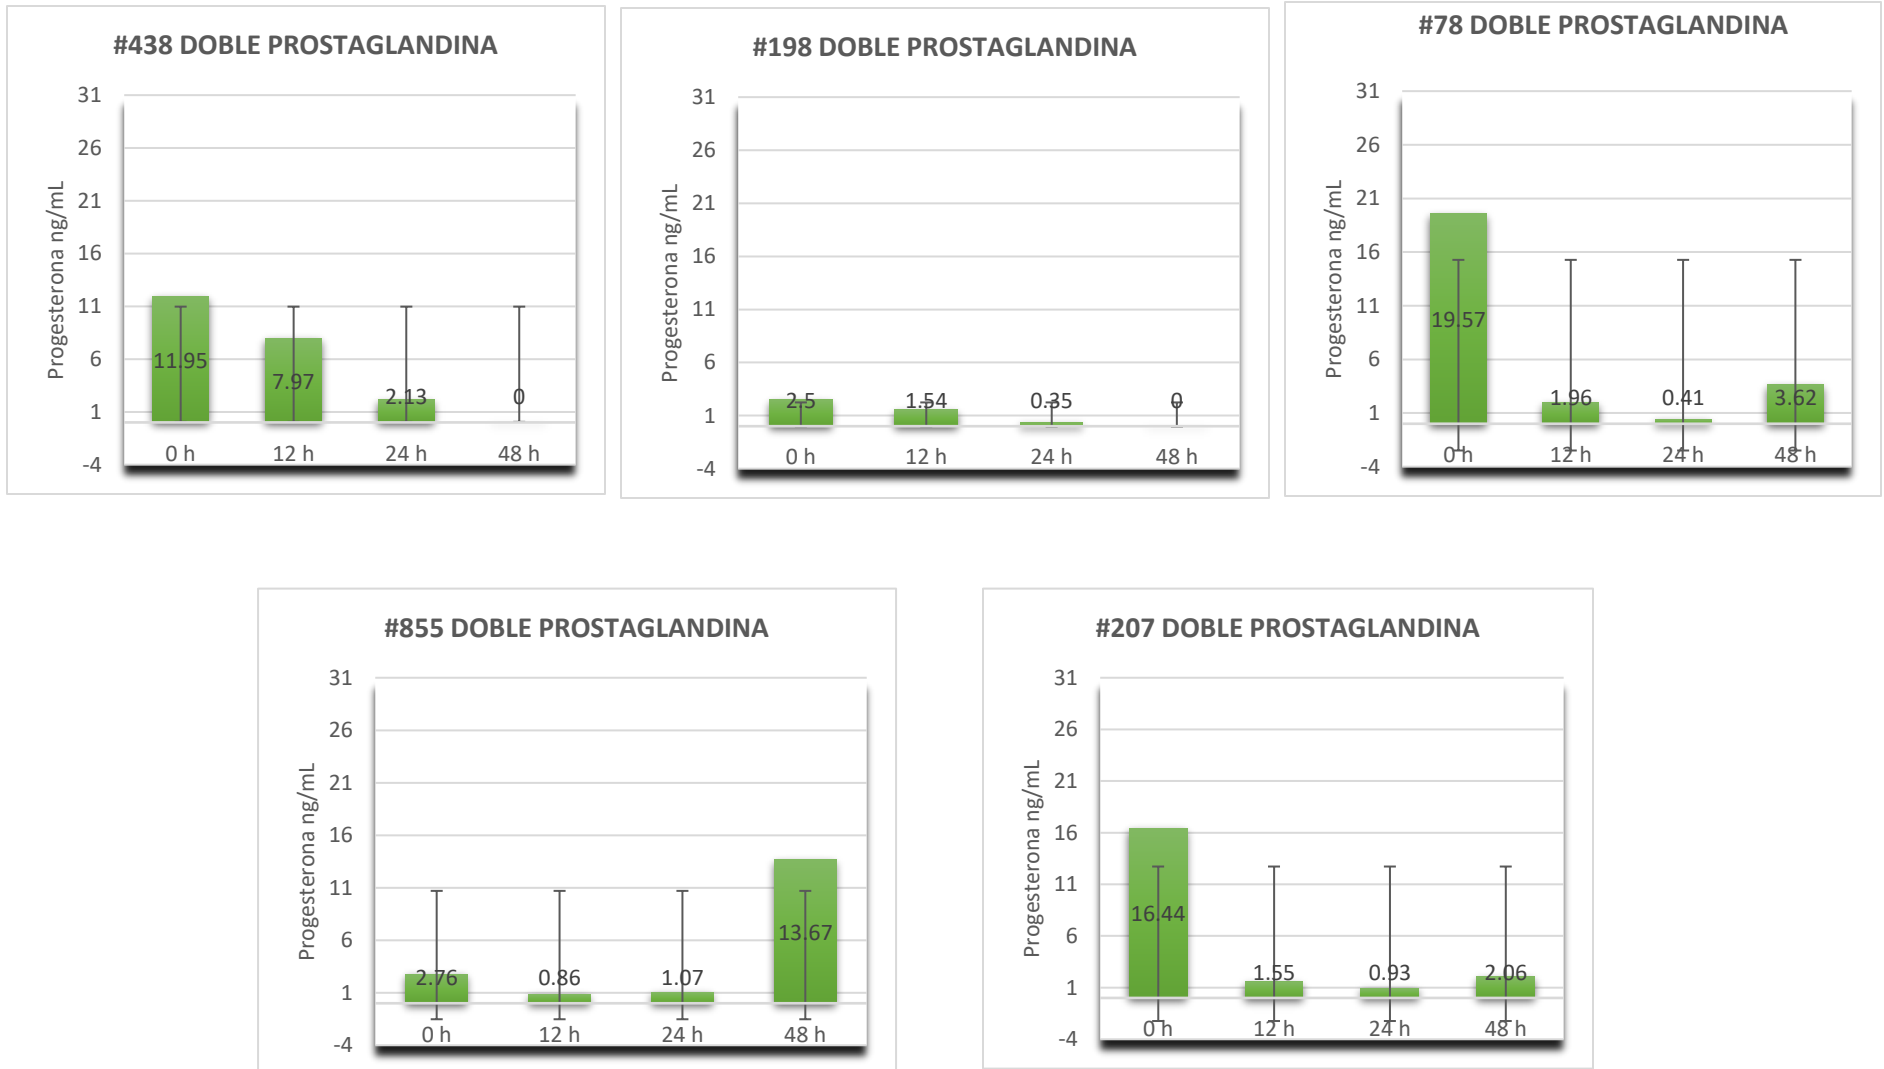 #438 DOBLE PROSTAGLANDINA
31
26
21
16
11
6
1
-4
Progesterona ng/mL
11.95
7.97
2.13
0
0 h
12 h
24 h
48 h
#198 DOBLE PROSTAGLANDINA
31
26
21
16
11
6
1
-4
Progesterona ng/mL
2.5
1.54
0.35
0
0 h
12 h
24 h
48 h
#78 DOBLE PROSTAGLANDINA
31
26
21
16
11
6
1
-4
Progesterona ng/mL
19.57
1.96
0.41
3.62
0 h
12 h
24 h
48 h
#855 DOBLE PROSTAGLANDINA
31
26
21
16
11
6
1
-4
Progesterona ng/mL
2.76
0.86
1.07
13.67
0 h
12 h
24 h
48 h
#207 DOBLE PROSTAGLANDINA
31
26
21
16
11
6
1
-4
Progesterona ng/mL
16.44
1.55
0.93
2.06
0 h
12 h
24 h
48 h